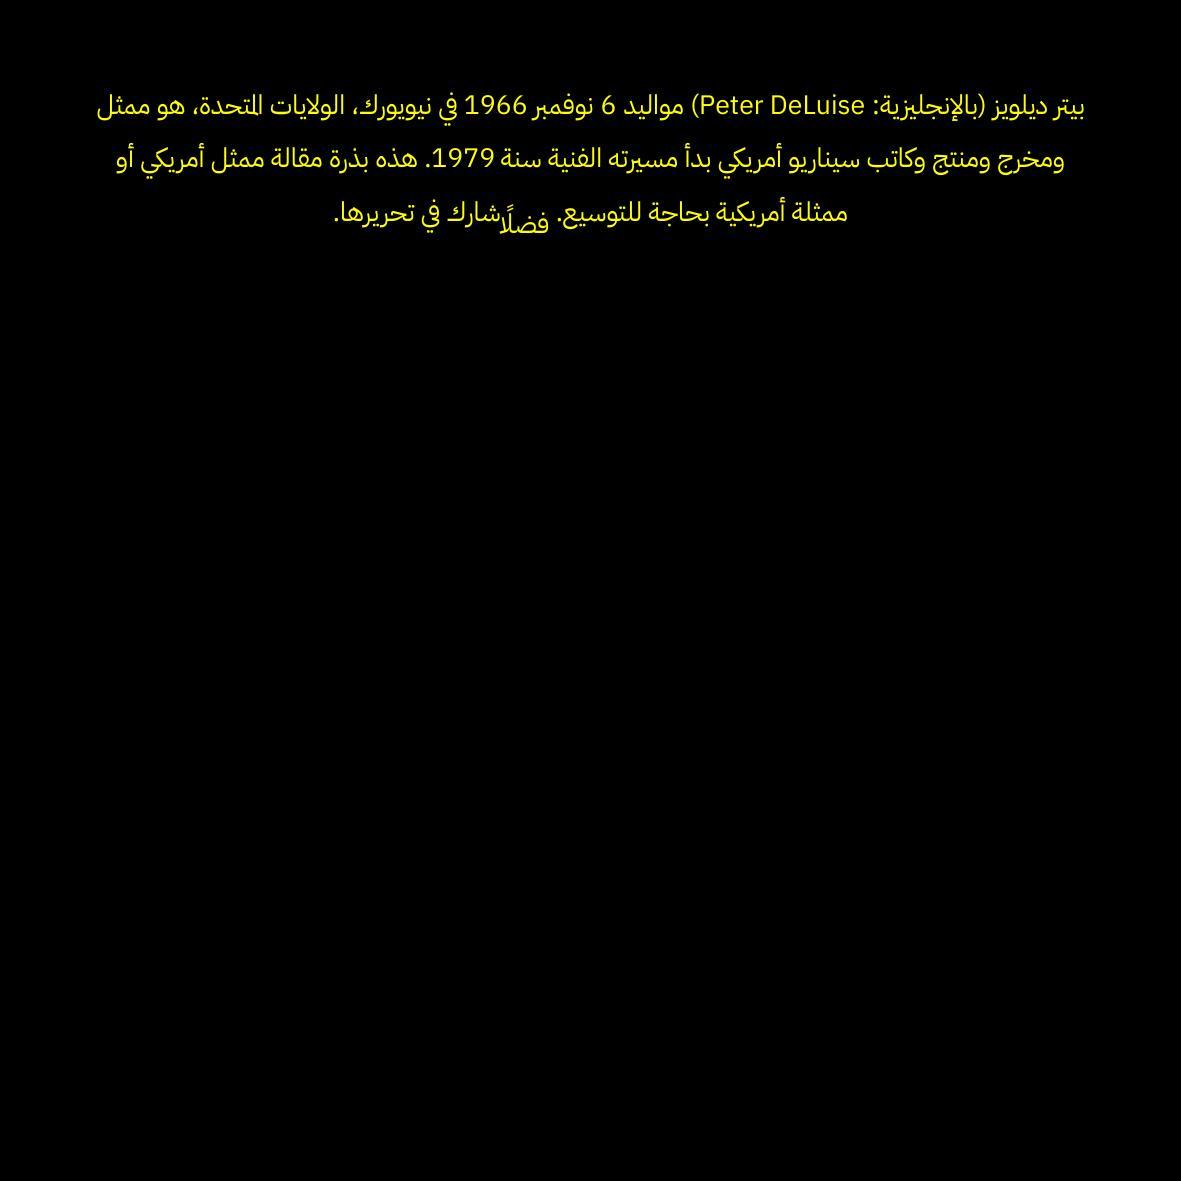 بيتر ديلويز (بالإنجليزية: Peter DeLuise) مواليد 6 نوفمبر 1966 في نيويورك، الولايات المتحدة، هو ممثل
ومخرج ومنتج وكاتب سيناريو أمريكي بدأ مسيرته الفنية سنة 1979. هذه بذرة مقالة ممثل أمريكي أو
ممثلة أمريكية بحاجة للتوسيع. فضلًا شارك في تحريرها.